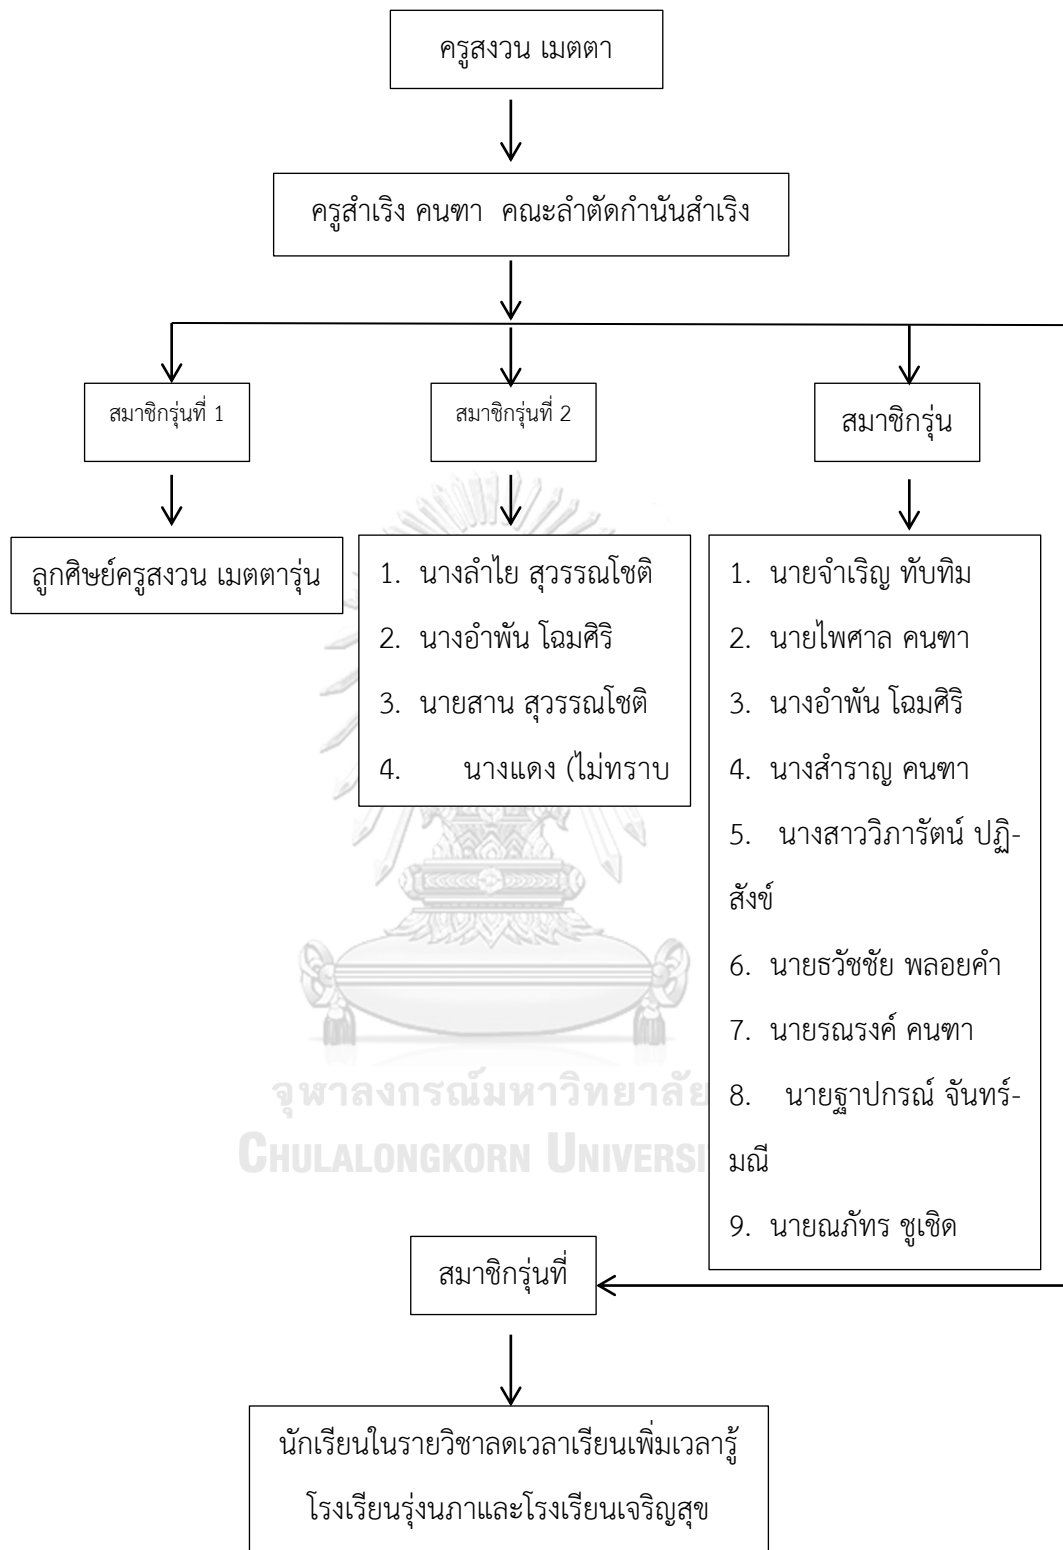 ครูสงวน เมตตา
ครูสำเริง คนฑา คณะลำตัดกำนันสำเริง
สมาชิกรุ่นที่ 1
สมาชิกรุ่นที่ 2
สมาชิกรุ่น
ลูกศิษย์ครูสงวน เมตตารุ่น
1. นางลำไย สุวรรณโชติ
2. นางอำพัน โฉมศิริ
3. นายสาน สุวรรณโชติ
4. นางแดง (ไม่ทราบ
1. นายจำเริญ ทับทิม
2. นายไพศาล คนฑา
3. นางอำพัน โฉมศิริ
4. นางสำราญ คนฑา
5. นางสาววิภารัตน์ ปฏิ-
สังข์
6. นายธวัชชัย พลอยคำ
7. นายรณรงค์ คนฑา
8. นายฐาปกรณ์ จันทร์-
มณี
9. นายณภัทร ชูเชิด
จุฬาลงกรณ์มหาวิทยาลัย
CHULALONGKORN UNIVERSI
สมาชิกรุ่นที่
นักเรียนในรายวิชาลดเวลาเรียนเพิ่มเวลารู้
โรงเรียนรุ่งนภาและโรงเรียนเจริญสุข